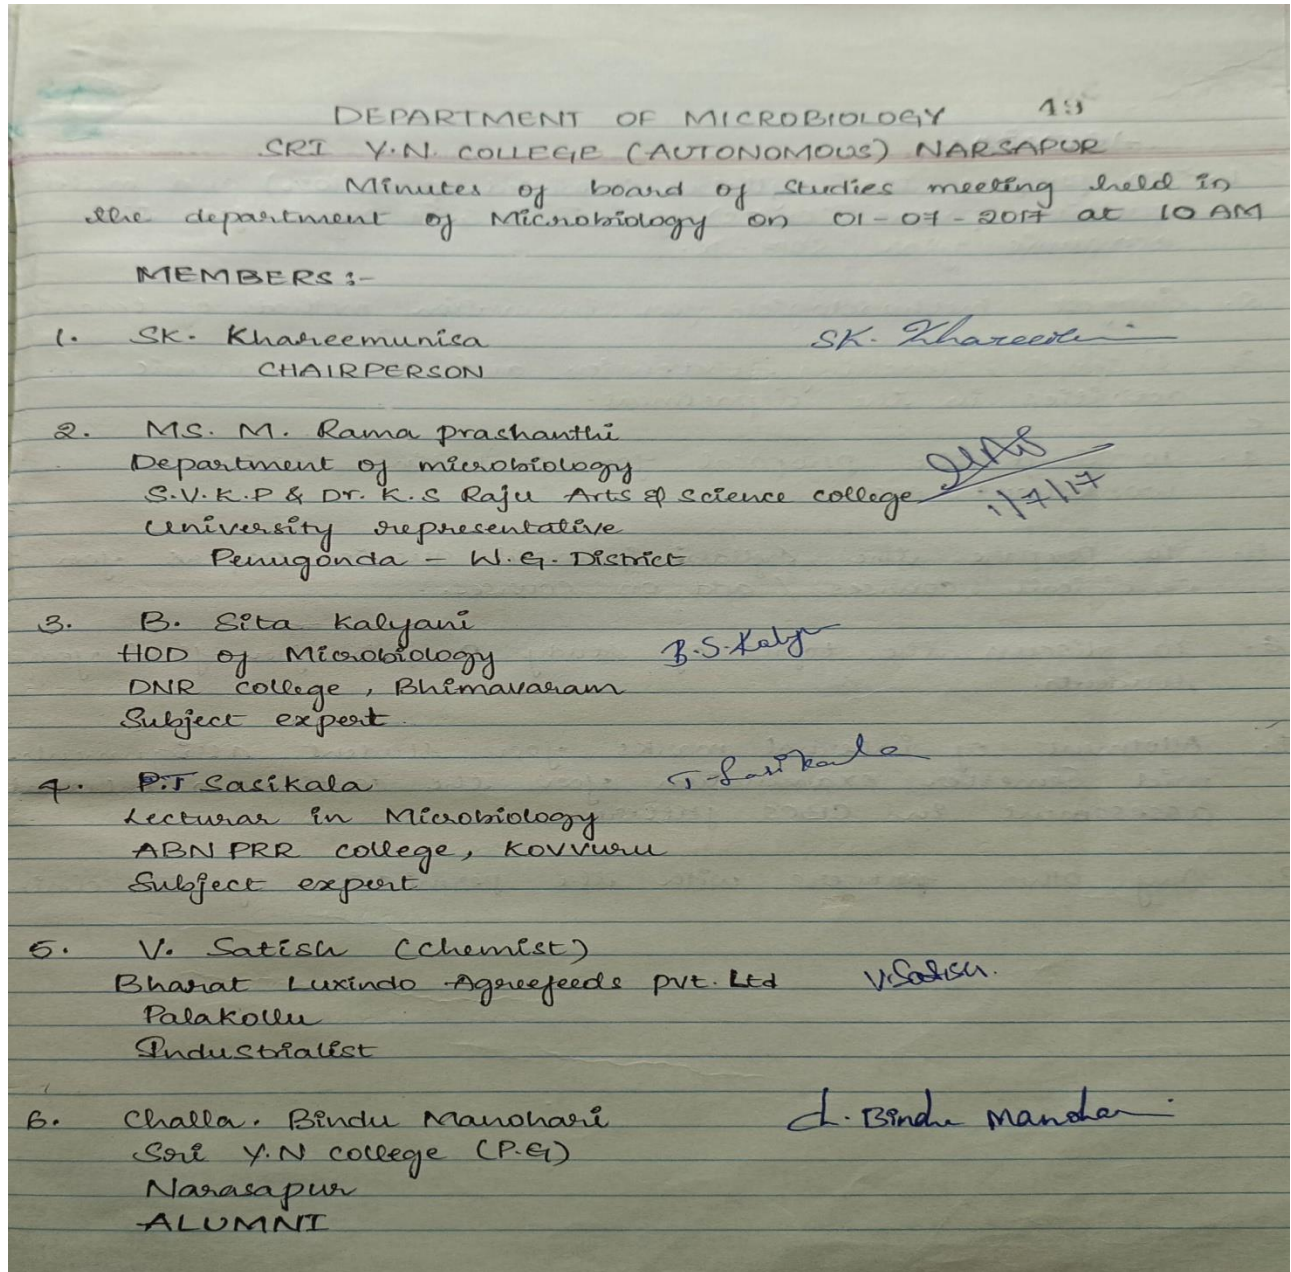 DEPARTMENT OF MICROBIOLOGY 49
SRI Y.N. COLLEGE (AUTONOMOUS) NARSAPUR
Minutes of board of studies meeting held in
the department of Microbiology on 01-07-2017 at 10 AM
MEMBERS :-
1. SK. Khareemunisa SK. Khareem
CHAIRPERSON
2. MS. M. Rama prashanthi
Department of microbiology
S.V.K.P & Dr. K.S Raju Arts & science college
1/7/17
University representative
Penugonda - W.G. District
3. B. Sita Kalyani
HOD of Microbiology B.S.Kalyn
DNR college, Bhimavaram
Subject expert.
4. P.T Sasikala T. Sasikala
Lecturar in Microbiology
ABN PRR college, Kovvuru
Subject expert
5. V. Satish (chemist)
Bharat Luxindo Agreefeeds pvt. Ltd V.Satish.
Palakollu
Industrialist
6. Challa. Bindu Manohari ch. Bindu Manohari
Sri Y.N college (P.G)
Narasapur
ALUMNI